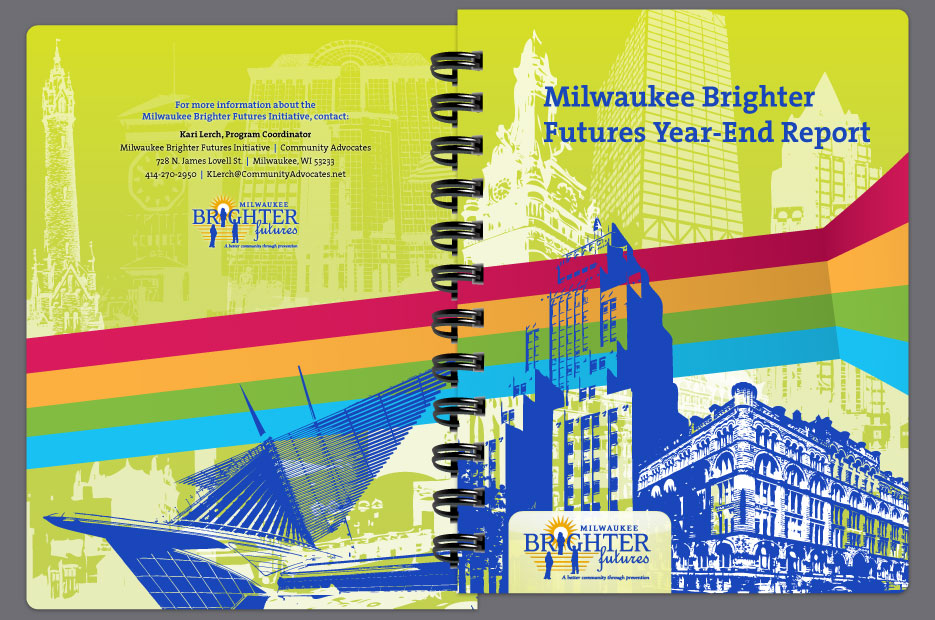 For more information about the
Milwaukee Brighter Futures Initiative, contact:
Kari Lerch, Program Coordinator
Milwaukee Brighter Futures Initiative | Community Advocates
728 N. James Lovell St. | Milwaukee, WI 53233
414-270-2950 | KLerch@CommunityAdvocates.net
MILWAUKEE
BRIGHTER
futures
A better community through prevention
Milwaukee Brighter
Futures Year-End Report
MILWAUKEE
BRIGHTER
futures
A better community through prevention